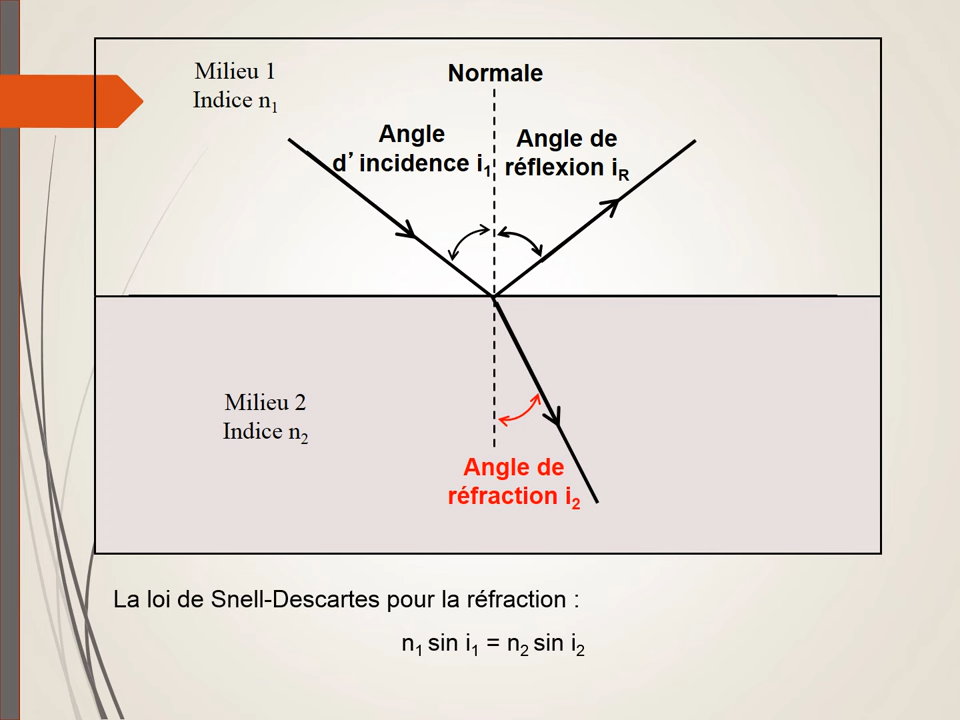 Milieu 1
Indice n₁
Normale
Angle
d’incidence i₁
Angle de
réflexion iR
Milieu 2
Indice n₂
Angle de
réfraction i₂
La loi de Snell-Descartes pour la réfraction :
n₁ sin i₁ = n₂ sin i₂